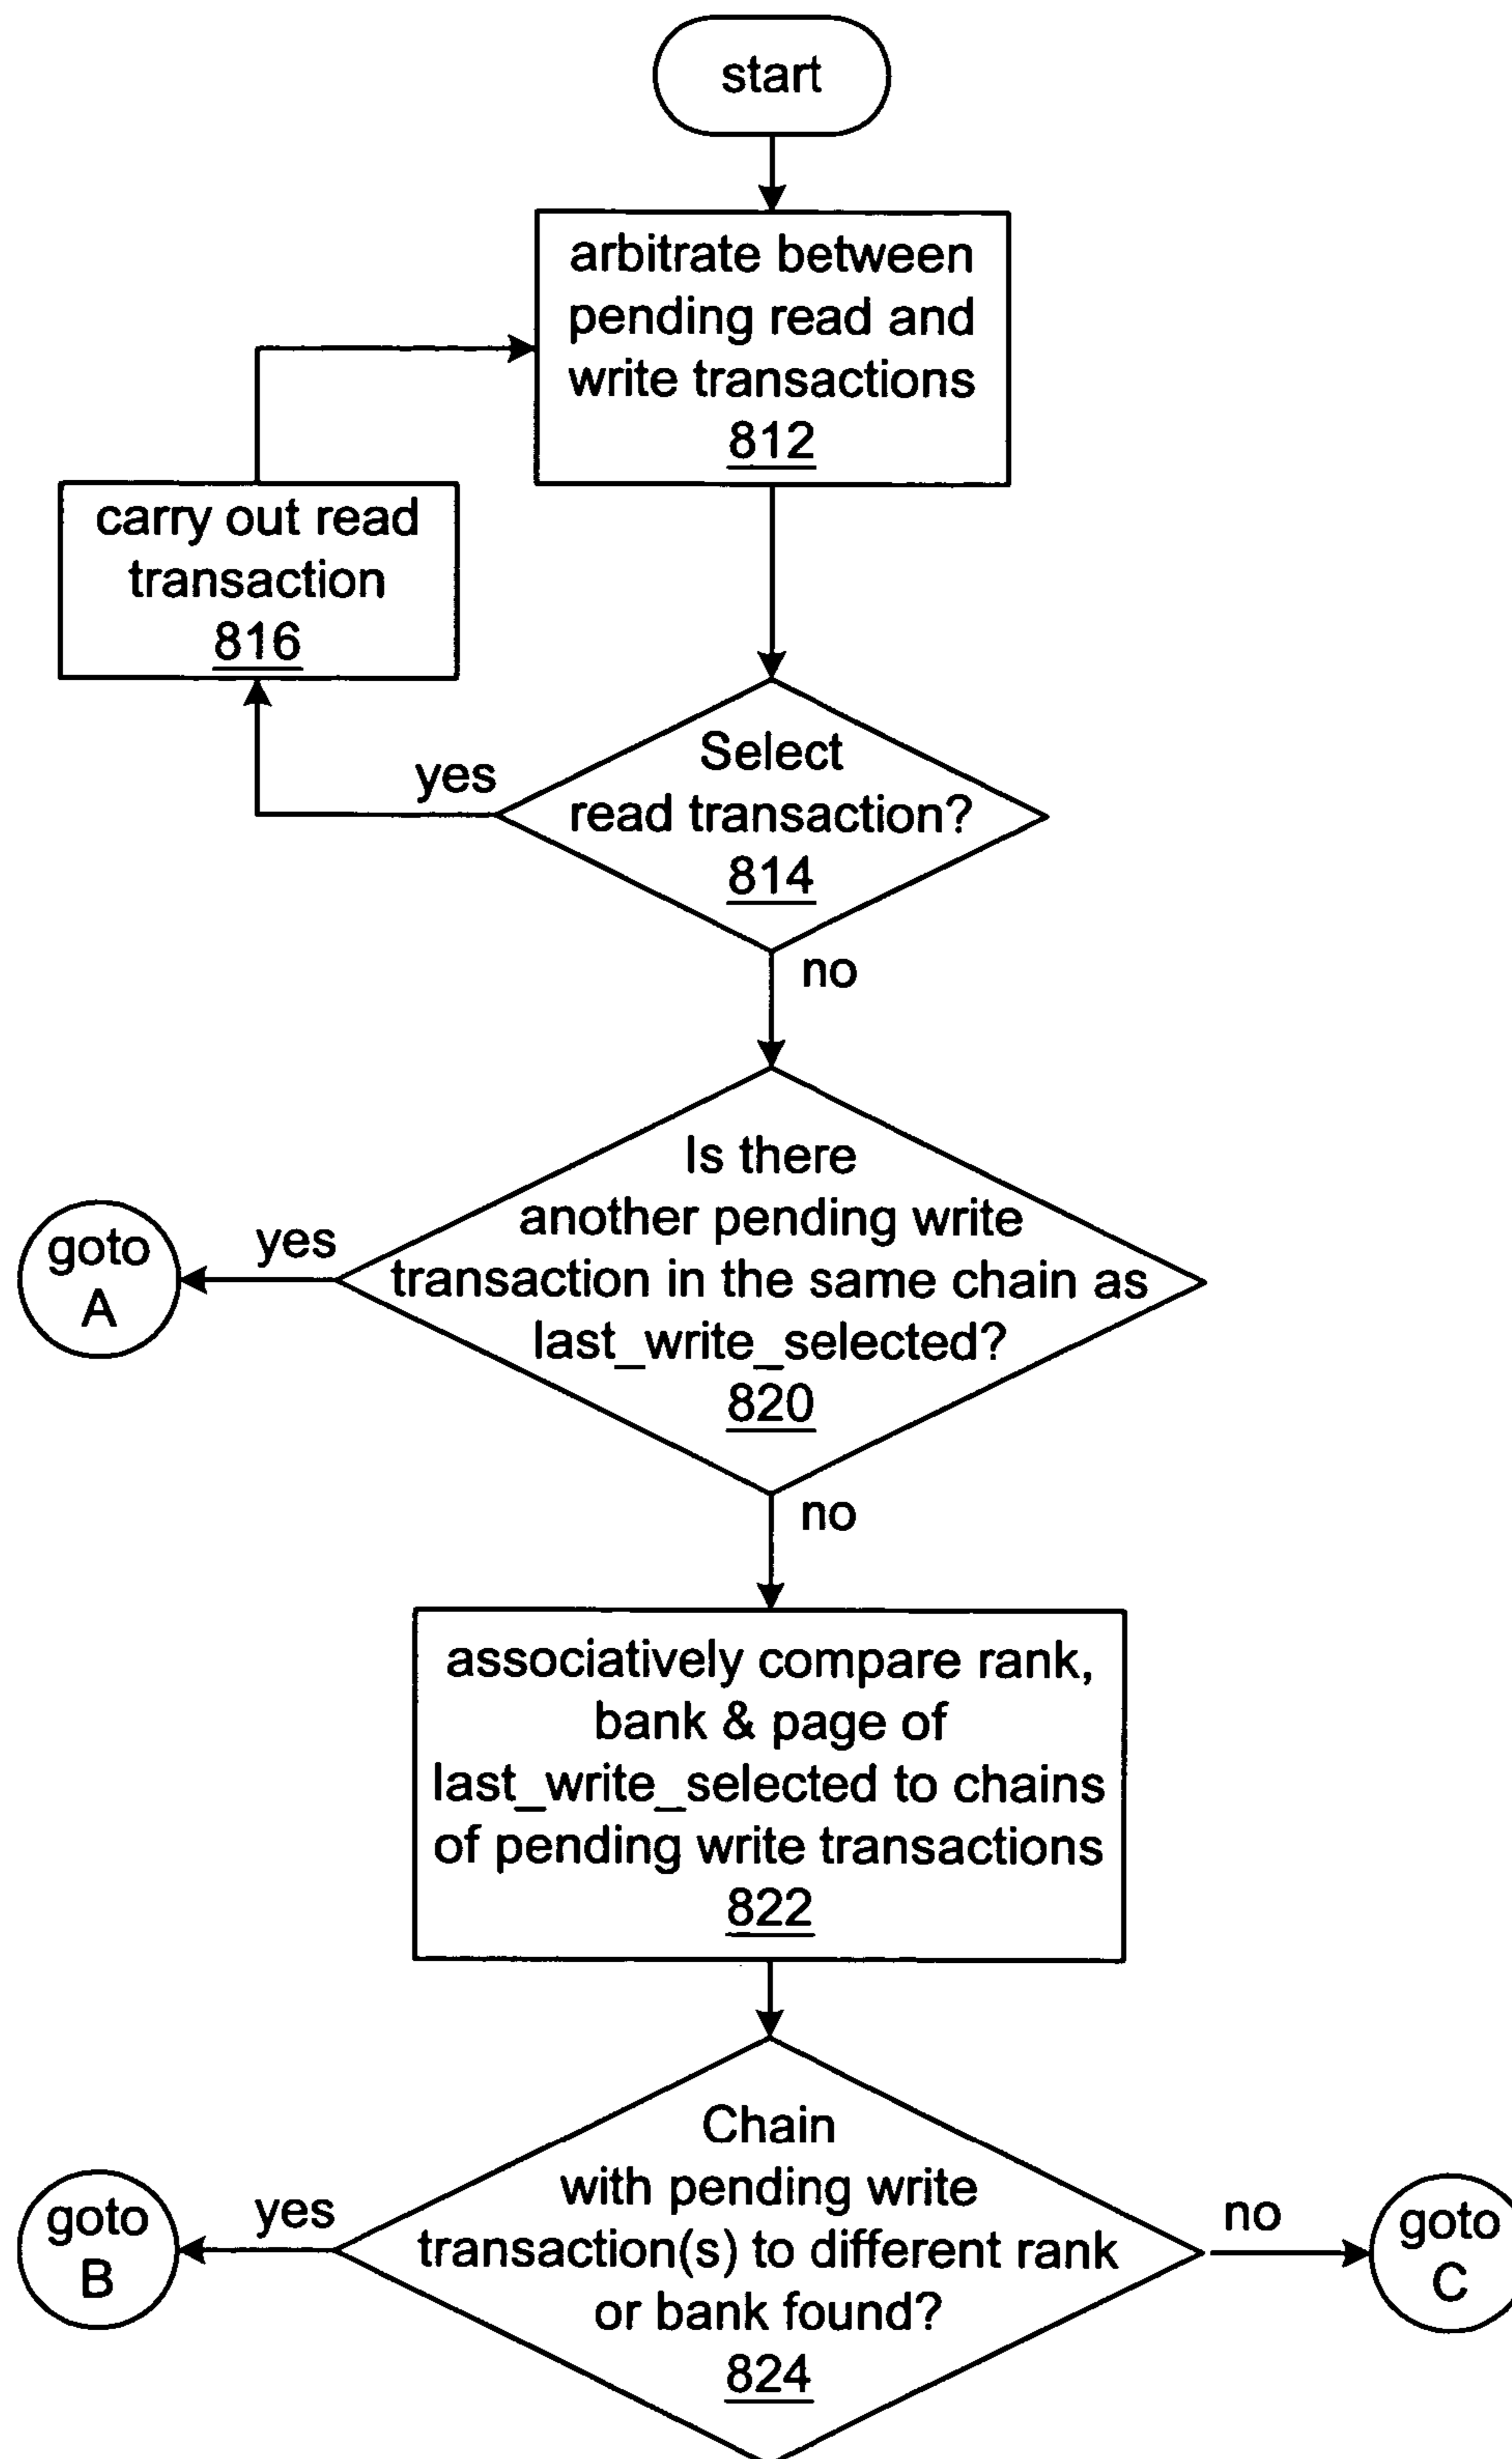 start
arbitrate between
pending read and
write transactions
812
carry out read
transaction
816
Select
read transaction?
814
yes
no
Is there
another pending write
transaction in the same chain as
last_write_selected?
820
yes
goto
A
no
associatively compare rank,
bank & page of
last_write_selected to chains
of pending write transactions
822
Chain
with pending write
transaction(s) to different rank
or bank found?
824
yes
goto
B
no
goto
C